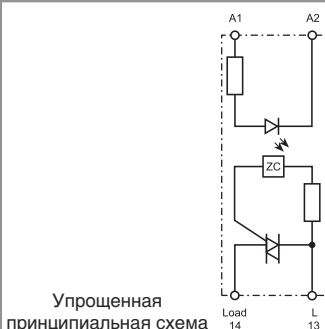 A1 A2
ZC
Упрощенная
принципиальная схема
Load L
14 13